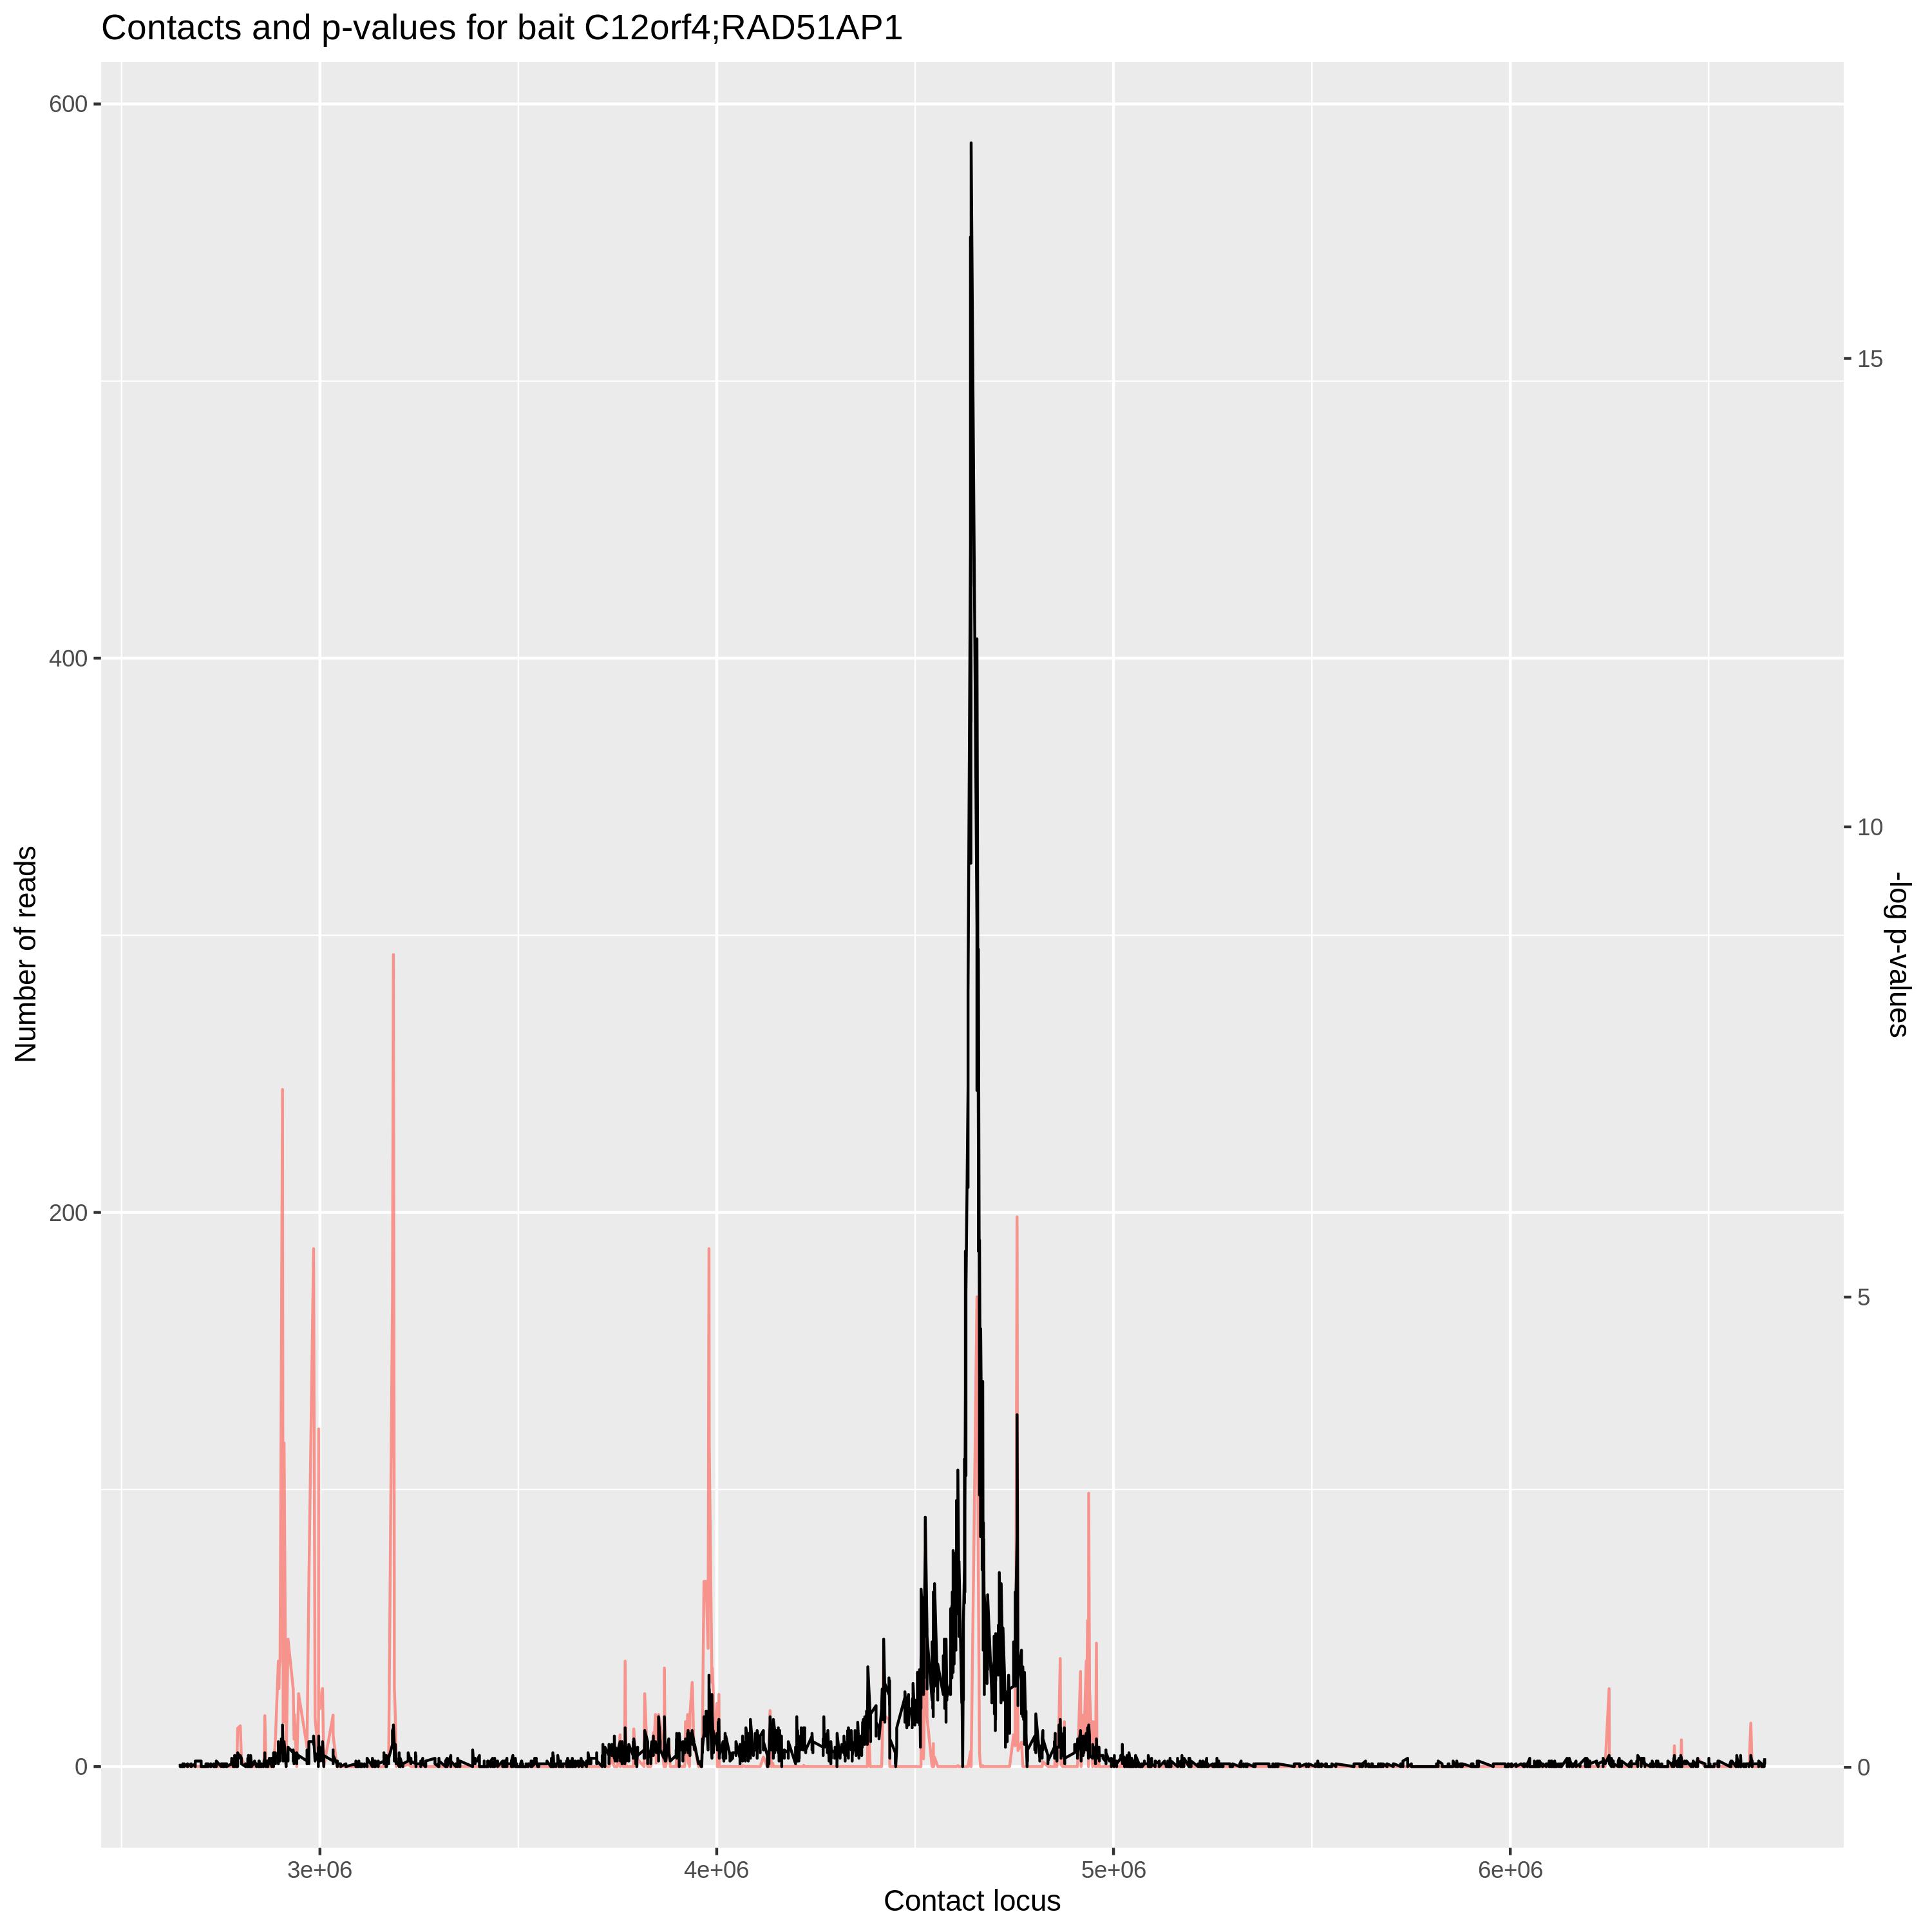 Contacts and p-values for bait C12orf4;RAD51AP1
600
400
200
0
Number of reads
15
10
5
0
-log p-values
3e+06
4e+06
5e+06
6e+06
Contact locus